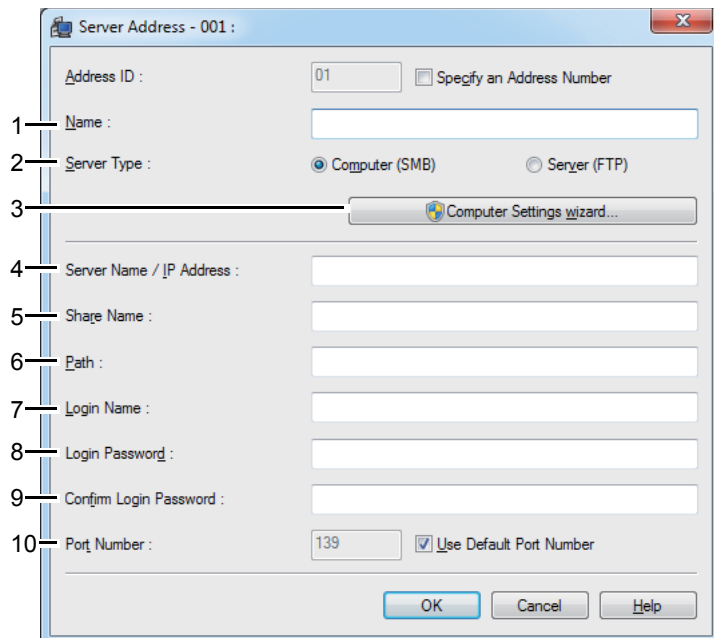 Server Address - 001 :
Address ID : 01 Specify an Address Number
1 Name :
2 Server Type : Computer (SMB) Server (FTP)
3 Computer Settings wizard...
4 Server Name / IP Address :
5 Share Name :
6 Path :
7 Login Name :
8 Login Password :
9 Confirm Login Password :
10 Port Number : 139 Use Default Port Number
OK Cancel Help